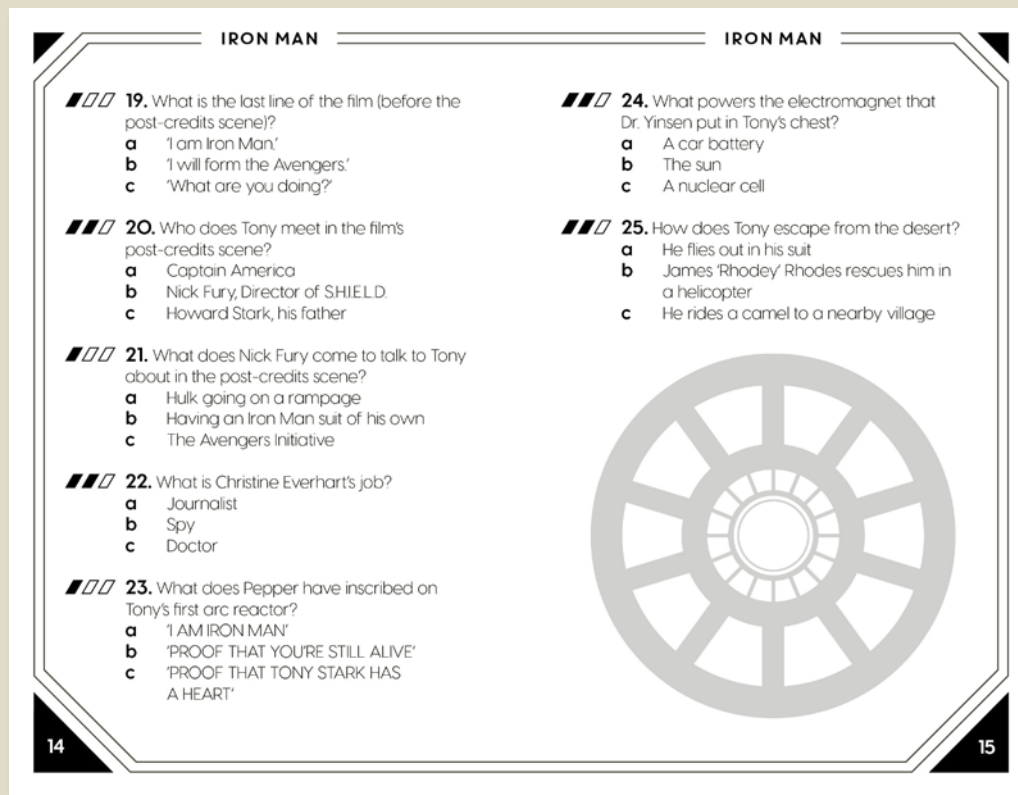 IRON MAN
19. What is the last line of the film (before the
post-credits scene)?
a ‘I am Iron Man.’
b ‘I will form the Avengers.’
c ‘What are you doing?’
20. Who does Tony meet in the film’s
post-credits scene?
a Captain America
b Nick Fury, Director of S.H.I.E.L.D.
c Howard Stark, his father
21. What does Nick Fury come to talk to Tony
about in the post-credits scene?
a Hulk going on a rampage
b Having an Iron Man suit of his own
c The Avengers Initiative
22. What is Christine Everhart’s job?
a Journalist
b Spy
c Doctor
23. What does Pepper have inscribed on
Tony’s first arc reactor?
a ‘I AM IRON MAN’
b ‘PROOF THAT YOU’RE STILL ALIVE’
c ‘PROOF THAT TONY STARK HAS
A HEART’
14
IRON MAN
24. What powers the electromagnet that
Dr. Yinsen put in Tony’s chest?
a A car battery
b The sun
c A nuclear cell
25. How does Tony escape from the desert?
a He flies out in his suit
b James ‘Rhodey’ Rhodes rescues him in
a helicopter
c He rides a camel to a nearby village
15